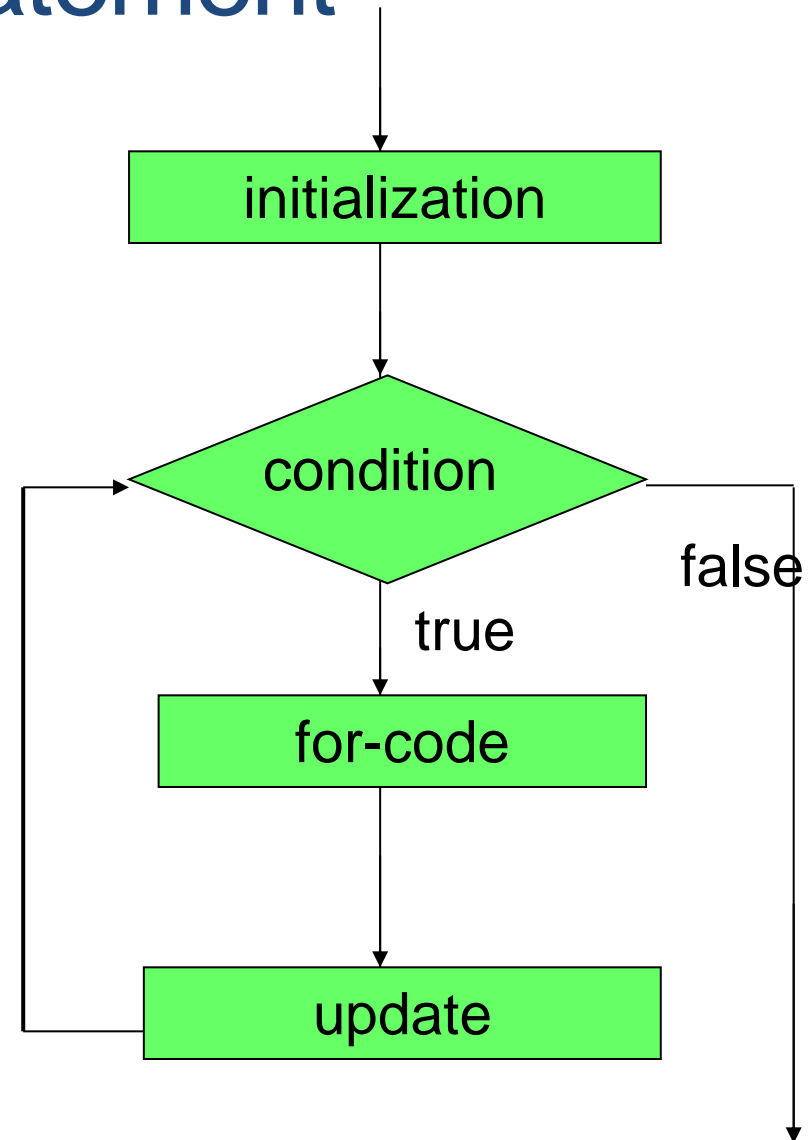 initialization
condition
false
true
for-code
update